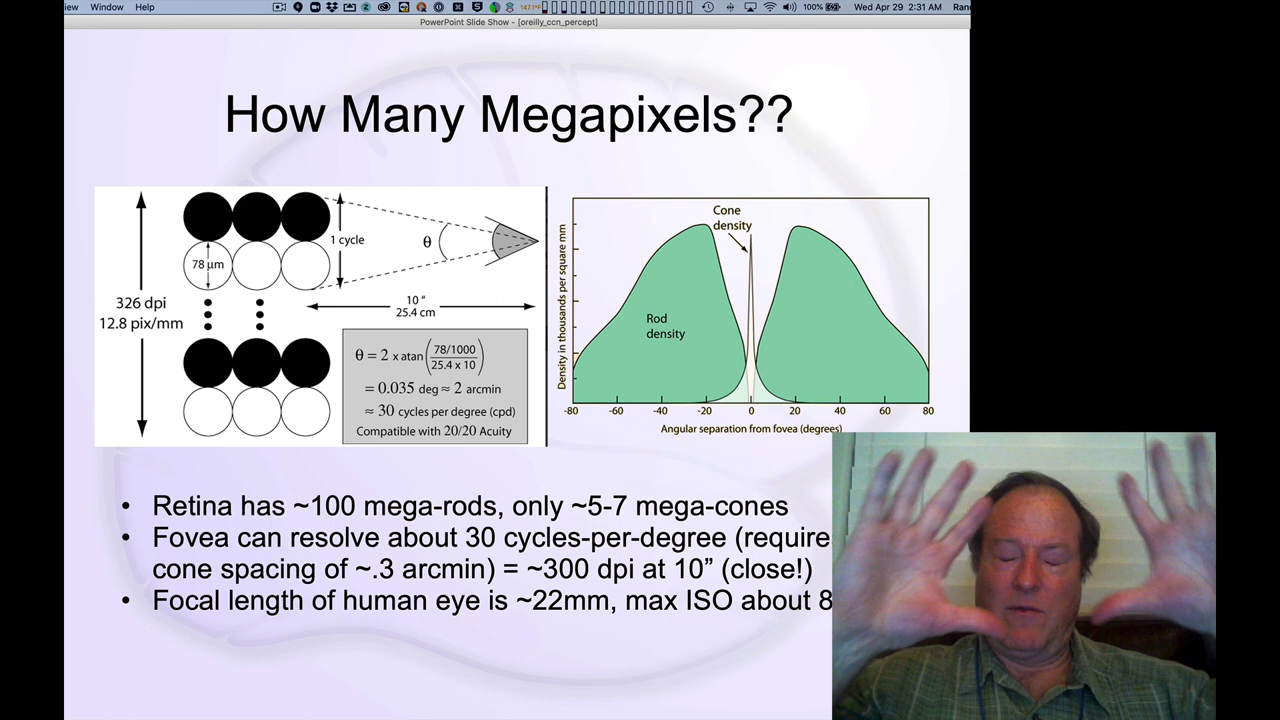 iew Window Help
147.1°F
100%
Wed Apr 29 2:31 AM Ran
PowerPoint Slide Show - [oreilly_ccn_percept]
How Many Megapixels??
326 dpi
12.8 pix/mm
78 µm
1 cycle
θ
10 "
25.4 cm
θ = 2 x atan (78/1000 / 25.4 x 10)
= 0.035 deg ≈ 2 arcmin
≈ 30 cycles per degree (cpd)
Compatible with 20/20 Acuity
Density in thousands per square mm
Cone
density
Rod
density
-80 -60 -40 -20 0 20 40 60 80
Angular separation from fovea (degrees)
• Retina has ~100 mega-rods, only ~5-7 mega-cones
• Fovea can resolve about 30 cycles-per-degree (require
cone spacing of ~.3 arcmin) = ~300 dpi at 10” (close!)
• Focal length of human eye is ~22mm, max ISO about 8